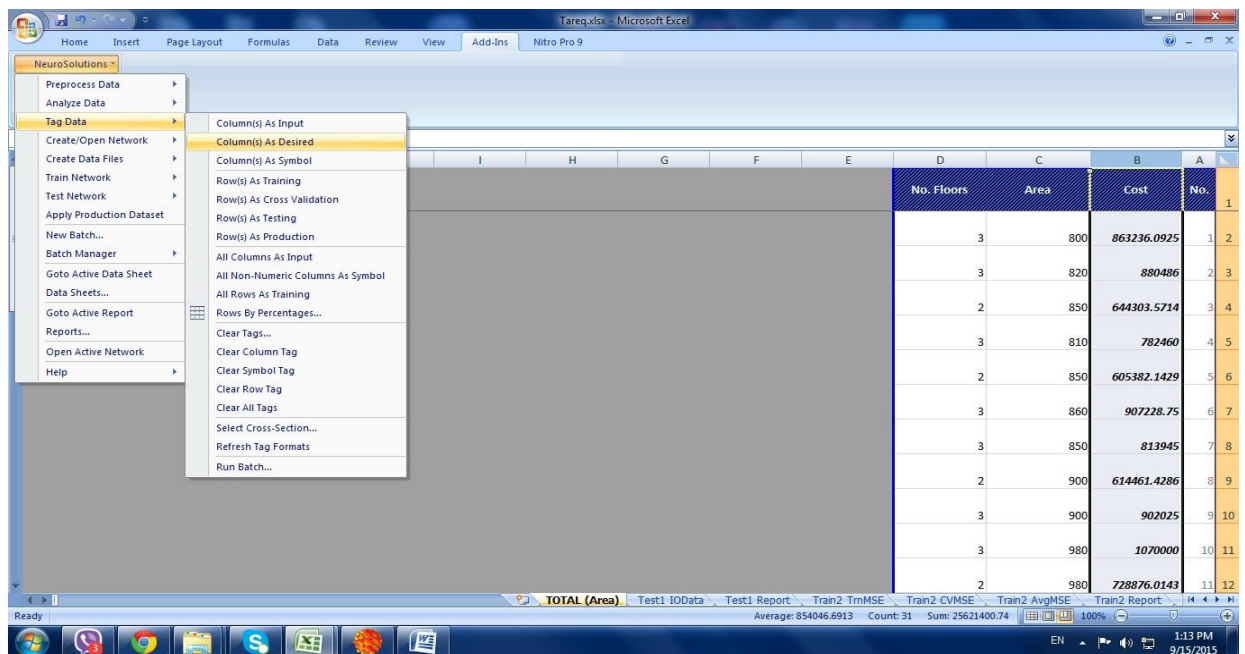 Tareq.xlsx - Microsoft Excel
Home Insert Page Layout Formulas Data Review View Add-Ins Nitro Pro 9
NeuroSolutions
Preprocess Data
Analyze Data
Tag Data
Create/Open Network
Create Data Files
Train Network
Test Network
Apply Production Dataset
New Batch...
Batch Manager
Goto Active Data Sheet
Data Sheets...
Goto Active Report
Reports...
Open Active Network
Help
Column(s) As Input
Column(s) As Desired
Column(s) As Symbol
Row(s) As Training
Row(s) As Cross Validation
Row(s) As Testing
Row(s) As Production
All Columns As Input
All Non-Numeric Columns As Symbol
All Rows As Training
Rows By Percentages...
Clear Tags...
Clear Column Tag
Clear Symbol Tag
Clear Row Tag
Clear All Tags
Select Cross-Section...
Refresh Tag Formats
Run Batch...
I H G F E D C B A
No. Floors Area Cost No. 1
3 800 863236.0925 1 2
3 820 880486 2 3
2 850 644303.5714 3 4
3 810 782460 4 5
2 850 605382.1429 5 6
3 860 907228.75 6 7
3 850 813945 7 8
2 900 614461.4286 8 9
3 900 902025 9 10
3 980 1070000 10 11
2 980 728876.0143 11 12
TOTAL (Area) Test1 IOData Test1 Report Train2 TrnMSE Train2 CVMSE Train2 AvgMSE Train2 Report
Ready Average: 854046.6913 Count: 31 Sum: 25621400.74 100%
EN 1:13 PM
9/15/2015